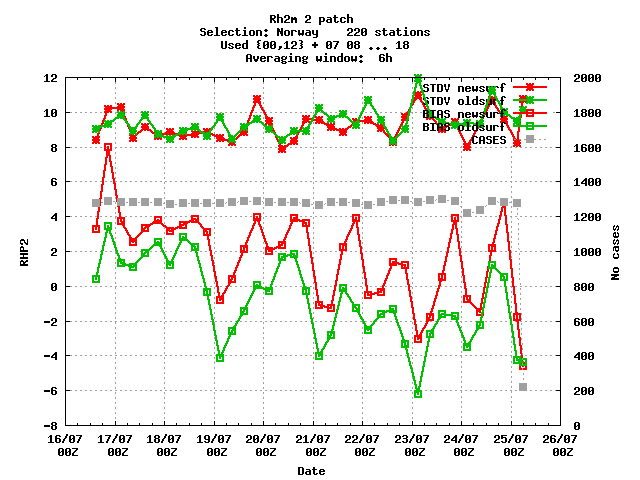 Rh2m 2 patch
Selection: Norway    220 stations
Used {00,12} + 07 08 ... 18
Averaging window:  6h
12
10
8
6
4
2
0
-2
-4
-6
-8
RHP2
2000
1800
1600
1400
1200
1000
800
600
400
200
0
No cases
STDV newsurf
STDV oldsurf
BIAS newsurf
BIAS oldsurf
CASES
16/07 17/07 18/07 19/07 20/07 21/07 22/07 23/07 24/07 25/07 26/07
00Z 00Z 00Z 00Z 00Z 00Z 00Z 00Z 00Z 00Z 00Z
Date